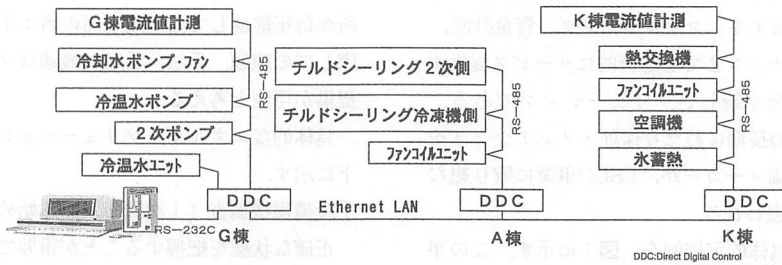 G棟電流値計測
冷却水ポンプ・ファン
冷温水ポンプ
2次ポンプ
冷温水ユニット
RS-485
DDC
G棟
RS-232C
Ethernet LAN
チルドシーリング2次側
チルドシーリング冷凍機側
ファンコイルユニット
RS-485
DDC
A棟
K棟電流値計測
熱交換機
ファンコイルユニット
空調機
氷蓄熱
RS-485
DDC
K棟
DDC:Direct Digital Control